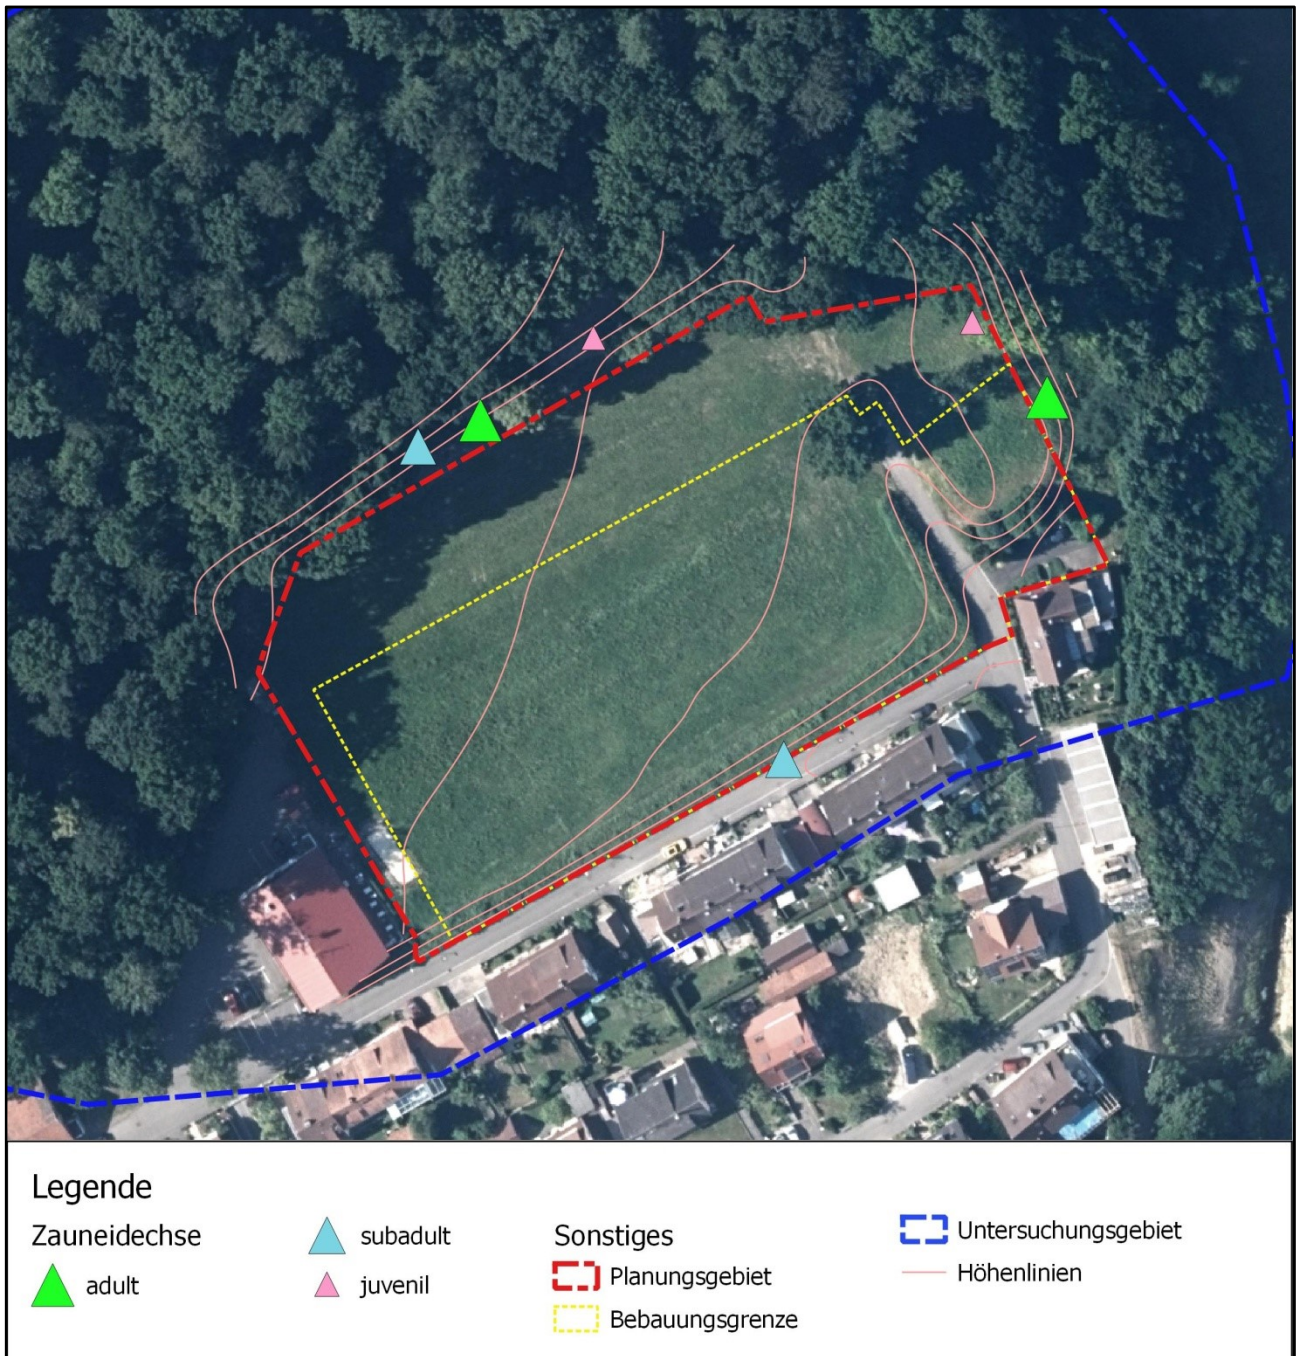 Legende
Zauneidechse
adult
subadult
juvenil
Sonstiges
Planungsgebiet
Bebauungsgrenze
Untersuchungsgebiet
Höhenlinien